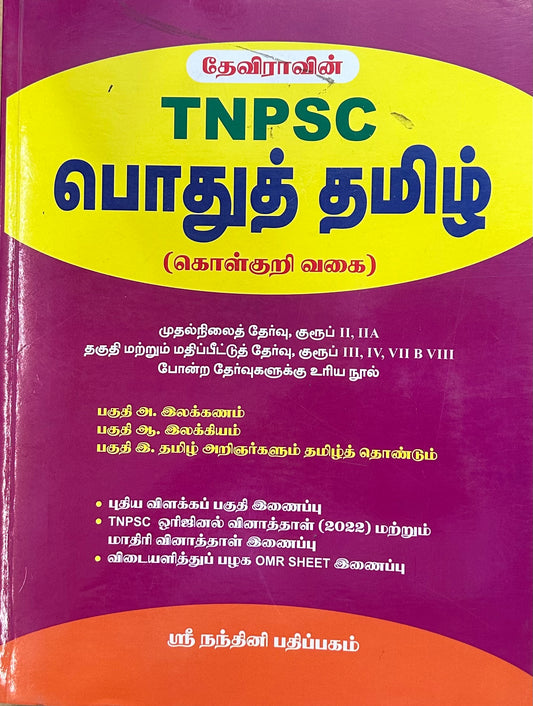 தேவிராவின்
TNPSC
பொதுத் தமிழ்
(கொள்குறி வகை)
முதல்நிலைத் தேர்வு, குரூப் II, IIA
தகுதி மற்றும் மதிப்பீட்டுத் தேர்வு, குரூப் III, IV, VII B VIII
போன்ற தேர்வுகளுக்கு உரிய நூல்
பகுதி அ. இலக்கணம்
பகுதி ஆ. இலக்கியம்
பகுதி இ. தமிழ் அறிஞர்களும் தமிழ்த் தொண்டும்
• புதிய விளக்கப் பகுதி இணைப்பு
• TNPSC ஒரிஜினல் வினாத்தாள் (2022) மற்றும்
மாதிரி வினாத்தாள் இணைப்பு
• விடையளித்துப் பழக OMR SHEET இணைப்பு
ஸ்ரீ நந்தினி பதிப்பகம்